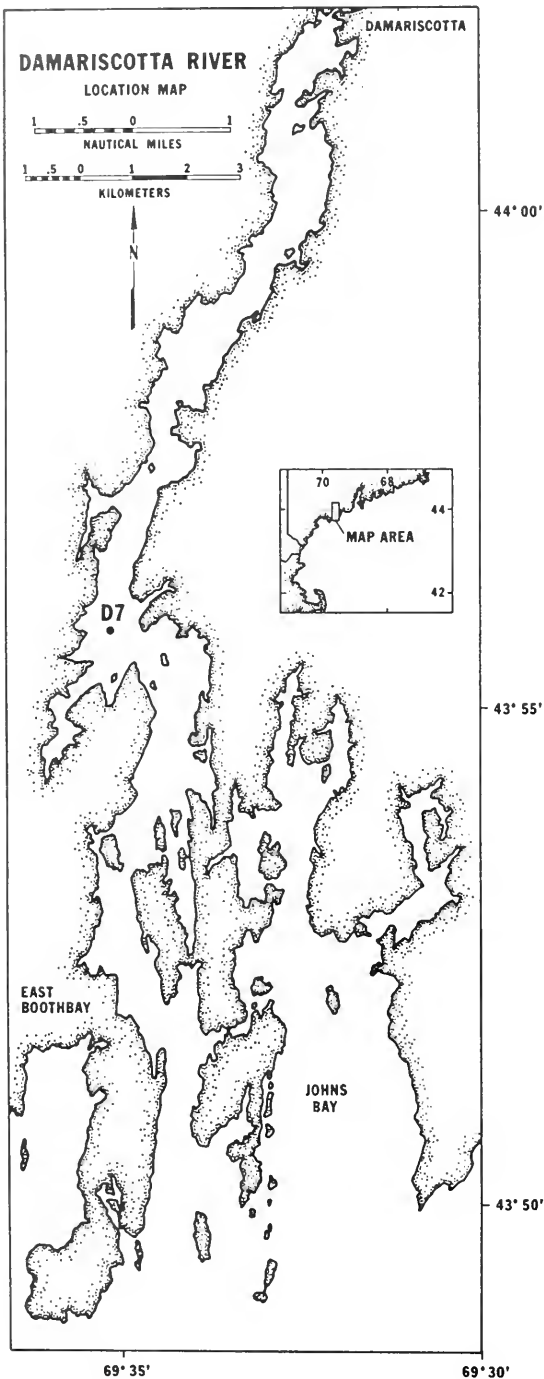 DAMARISCOTTA
DAMARISCOTTA RIVER
LOCATION MAP
1 .5 0 1
NAUTICAL MILES
1 .5 0 1 2 3
KILOMETERS
N
44° 00'
70 68
44
MAP AREA
42
D7
43° 55'
EAST
BOOTHBAY
JOHNS
BAY
43° 50'
69° 35' 69° 30'